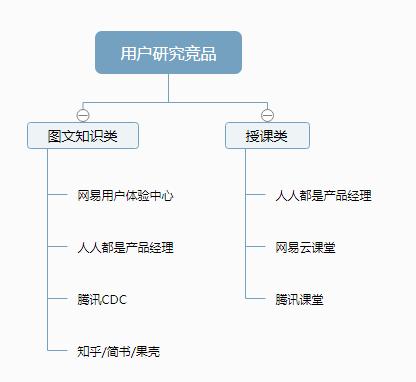 用户研究竞品
图文知识类
网易用户体验中心
人人都是产品经理
腾讯CDC
知乎/简书/果壳
授课类
人人都是产品经理
网易云课堂
腾讯课堂